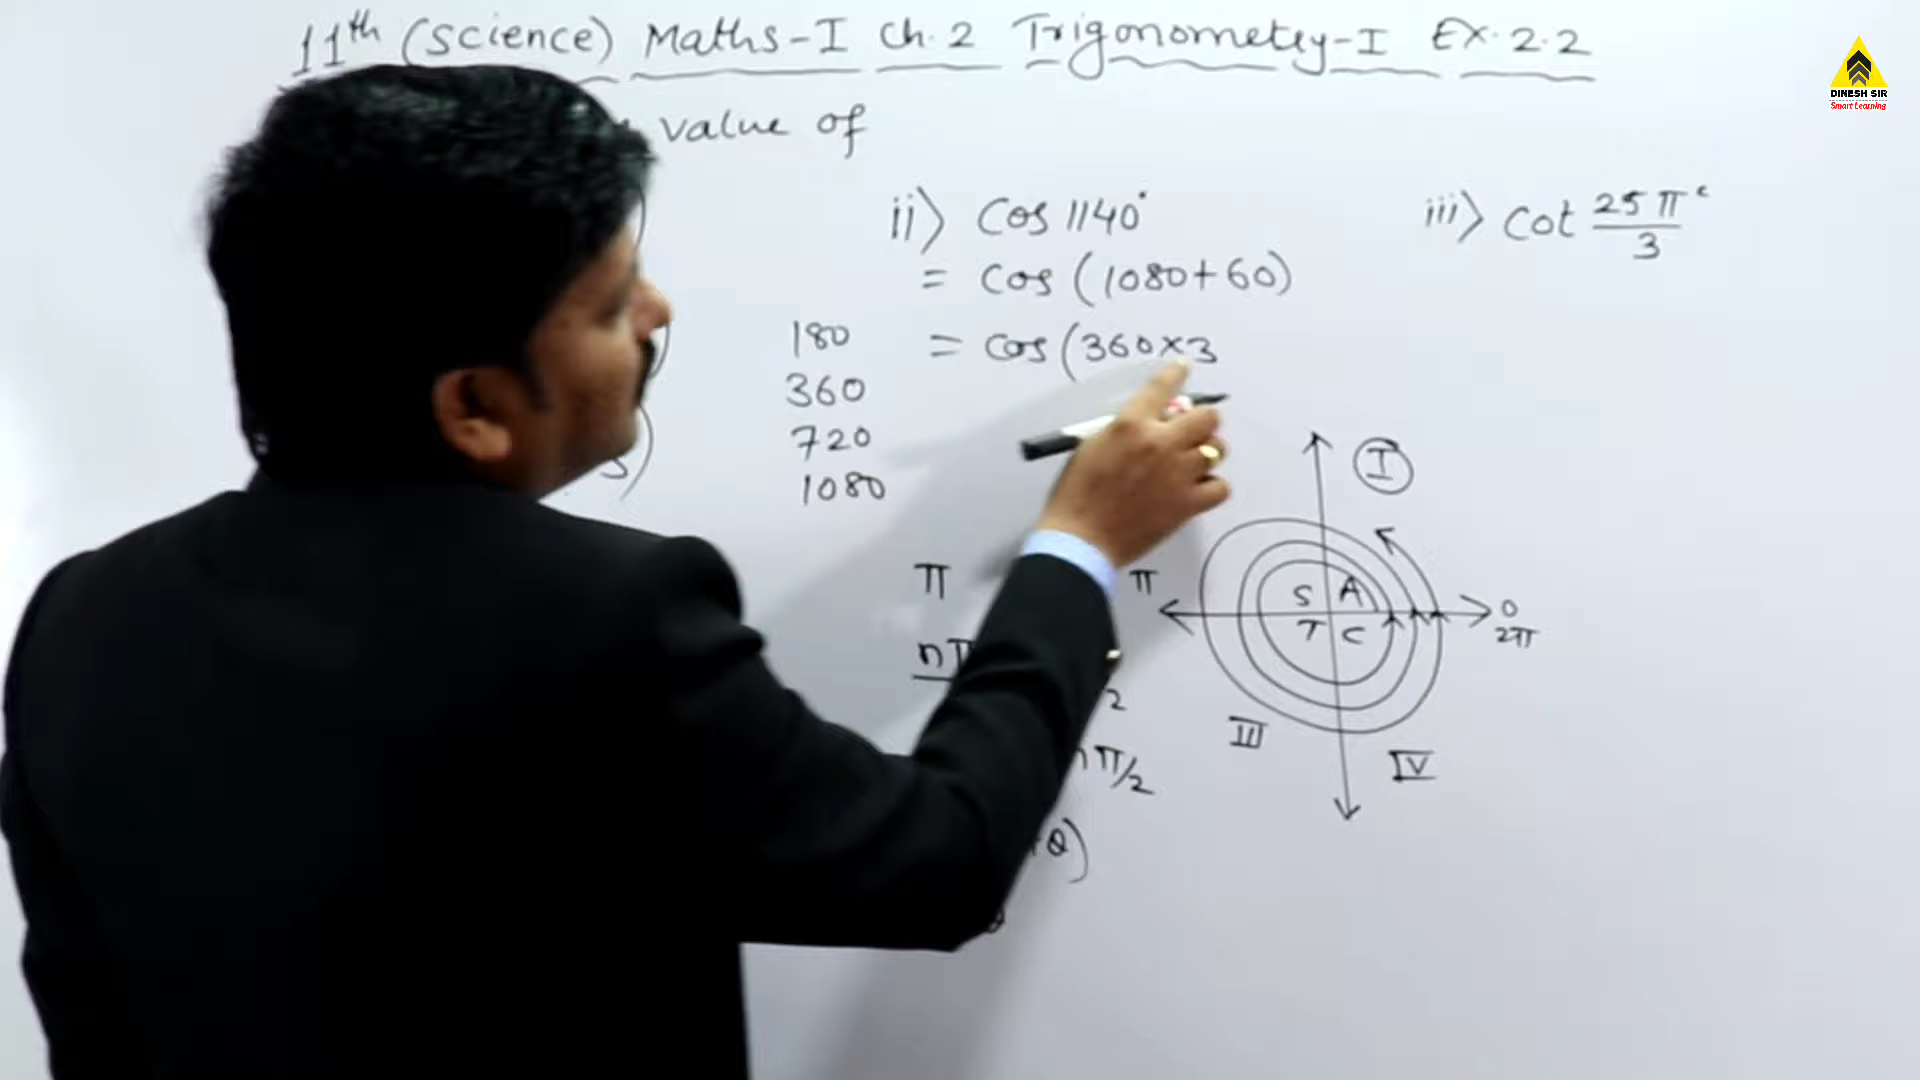 11th (Science) Maths-I Ch.2 Trigonometry-I Ex.2.2
value of
ii) Cos 1140°
= Cos (1080+60)
= Cos (360×3
180
360
720
1080
iii) Cot 25π^c/3
π
nπ
2
nπ/2
+θ)
I
π
S A
T C
0
2π
III
IV
DINESH SIR
Smart Learning